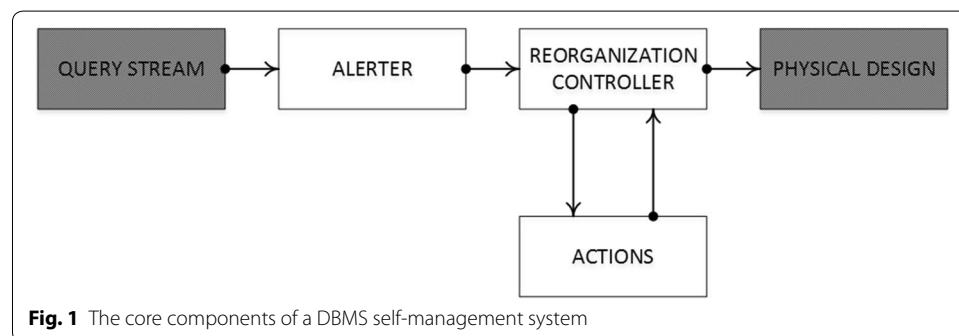 QUERY STREAM
ALERTER
REORGANIZATION
CONTROLLER
PHYSICAL DESIGN
ACTIONS
Fig. 1 The core components of a DBMS self-management system